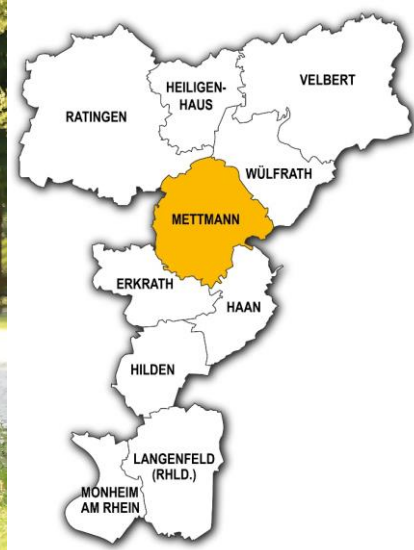 VELBERT
HEILIGEN-
HAUS
RATINGEN
WÜLFRATH
METTMANN
ERKRATH
HAAN
HILDEN
LANGENFELD
(RHLD.)
MONHEIM
AM RHEIN